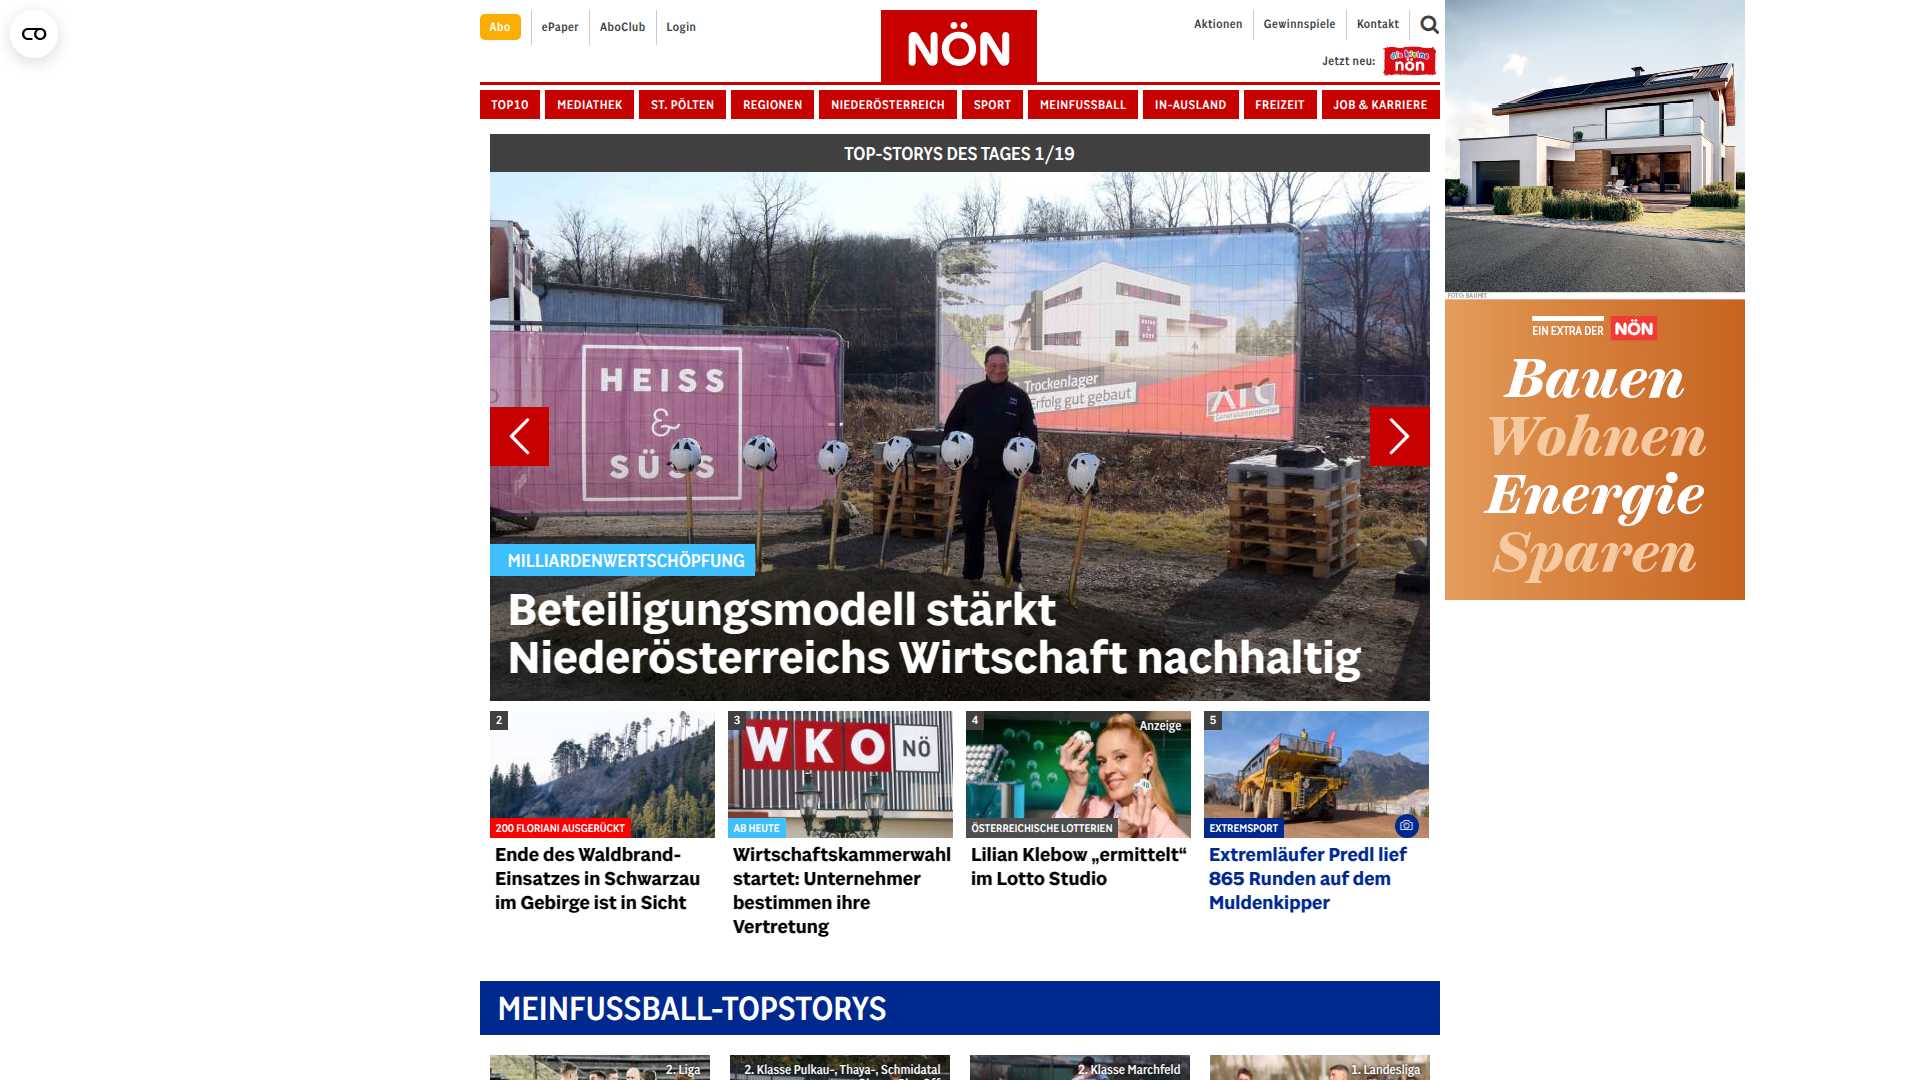 Abo
ePaper
AboClub
Login
NÖN
Aktionen
Gewinnspiele
Kontakt
Jetzt neu:
die kleine
nön
TOP10
MEDIATHEK
ST. PÖLTEN
REGIONEN
NIEDERÖSTERREICH
SPORT
MEINFUSSBALL
IN-AUSLAND
FREIZEIT
JOB & KARRIERE
TOP-STORYS DES TAGES 1/19
HEISS
&
SÜSS
Trockenlager
Erfolg gut gebaut
ATC
Generalunternehmer
MILLIARDENWERTSCHÖPFUNG
Beteiligungsmodell stärkt
Niederösterreichs Wirtschaft nachhaltig
FOTO: BAUMIT
EIN EXTRA DER NÖN
Bauen
Wohnen
Energie
Sparen
2
200 FLORIANI AUSGERÜCKT
Ende des Waldbrand-
Einsatzes in Schwarzau
im Gebirge ist in Sicht
3
WKO NÖ
AB HEUTE
Wirtschaftskammerwahl
startet: Unternehmer
bestimmen ihre
Vertretung
4
Anzeige
ÖSTERREICHISCHE LOTTERIEN
Lilian Klebow „ermittelt“
im Lotto Studio
5
EXTREMSPORT
Extremläufer Predl lief
865 Runden auf dem
Muldenkipper
MEINFUSSBALL-TOPSTORYS
2. Liga
2. Klasse Pulkau-, Thaya-, Schmidatal
2. Klasse Marchfeld
1. Landesliga